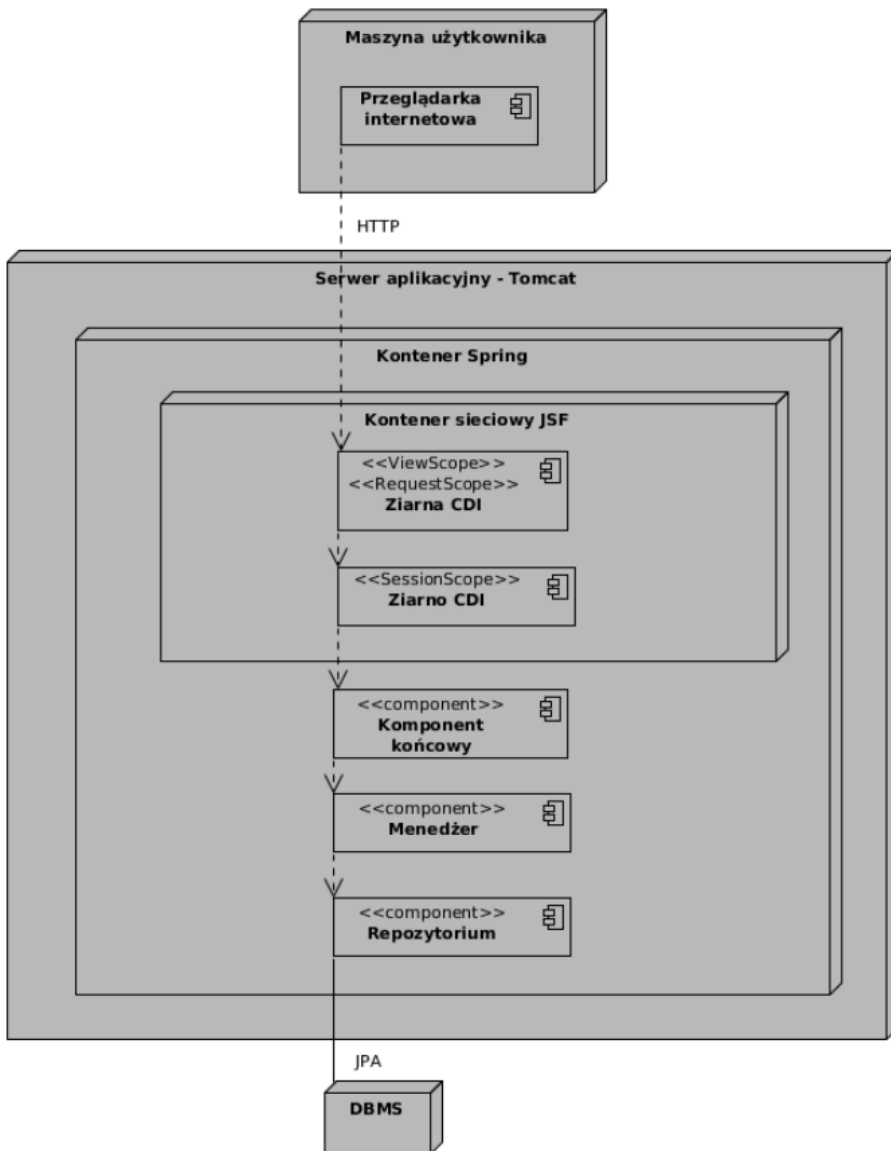 Maszyna użytkownika
Przeglądarka
internetowa
HTTP
Serwer aplikacyjny - Tomcat
Kontener Spring
Kontener sieciowy JSF
<<ViewScope>>
<<RequestScope>>
Ziarna CDI
<<SessionScope>>
Ziarno CDI
<<component>>
Komponent
końcowy
<<component>>
Menedżer
<<component>>
Repozytorium
JPA
DBMS